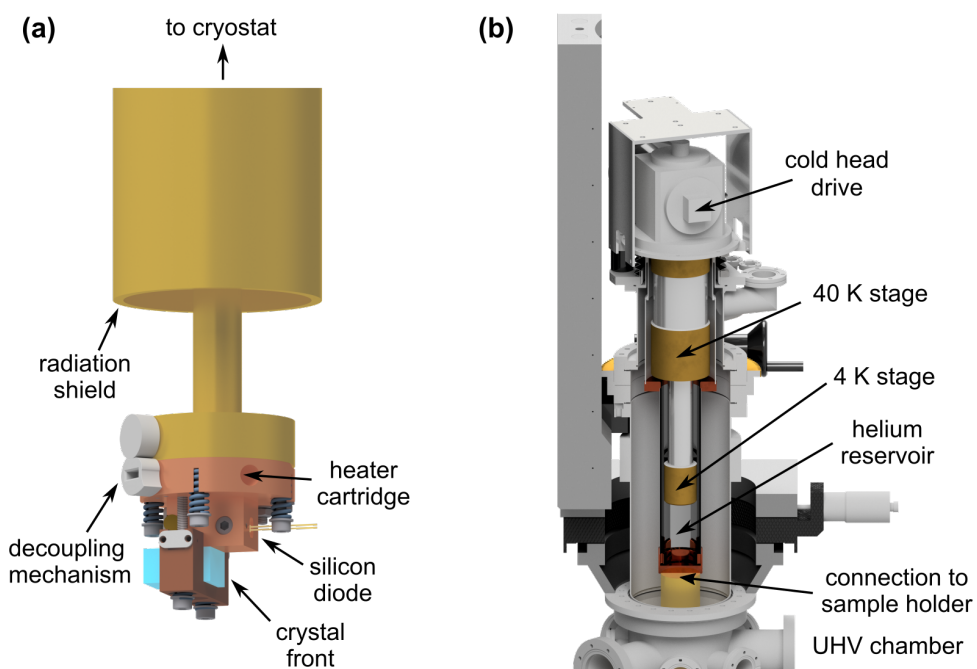 (a)
to cryostat
radiation
shield
heater
cartridge
decoupling
mechanism
silicon
diode
crystal
front
(b)
cold head
drive
40 K stage
4 K stage
helium
reservoir
connection to
sample holder
UHV chamber